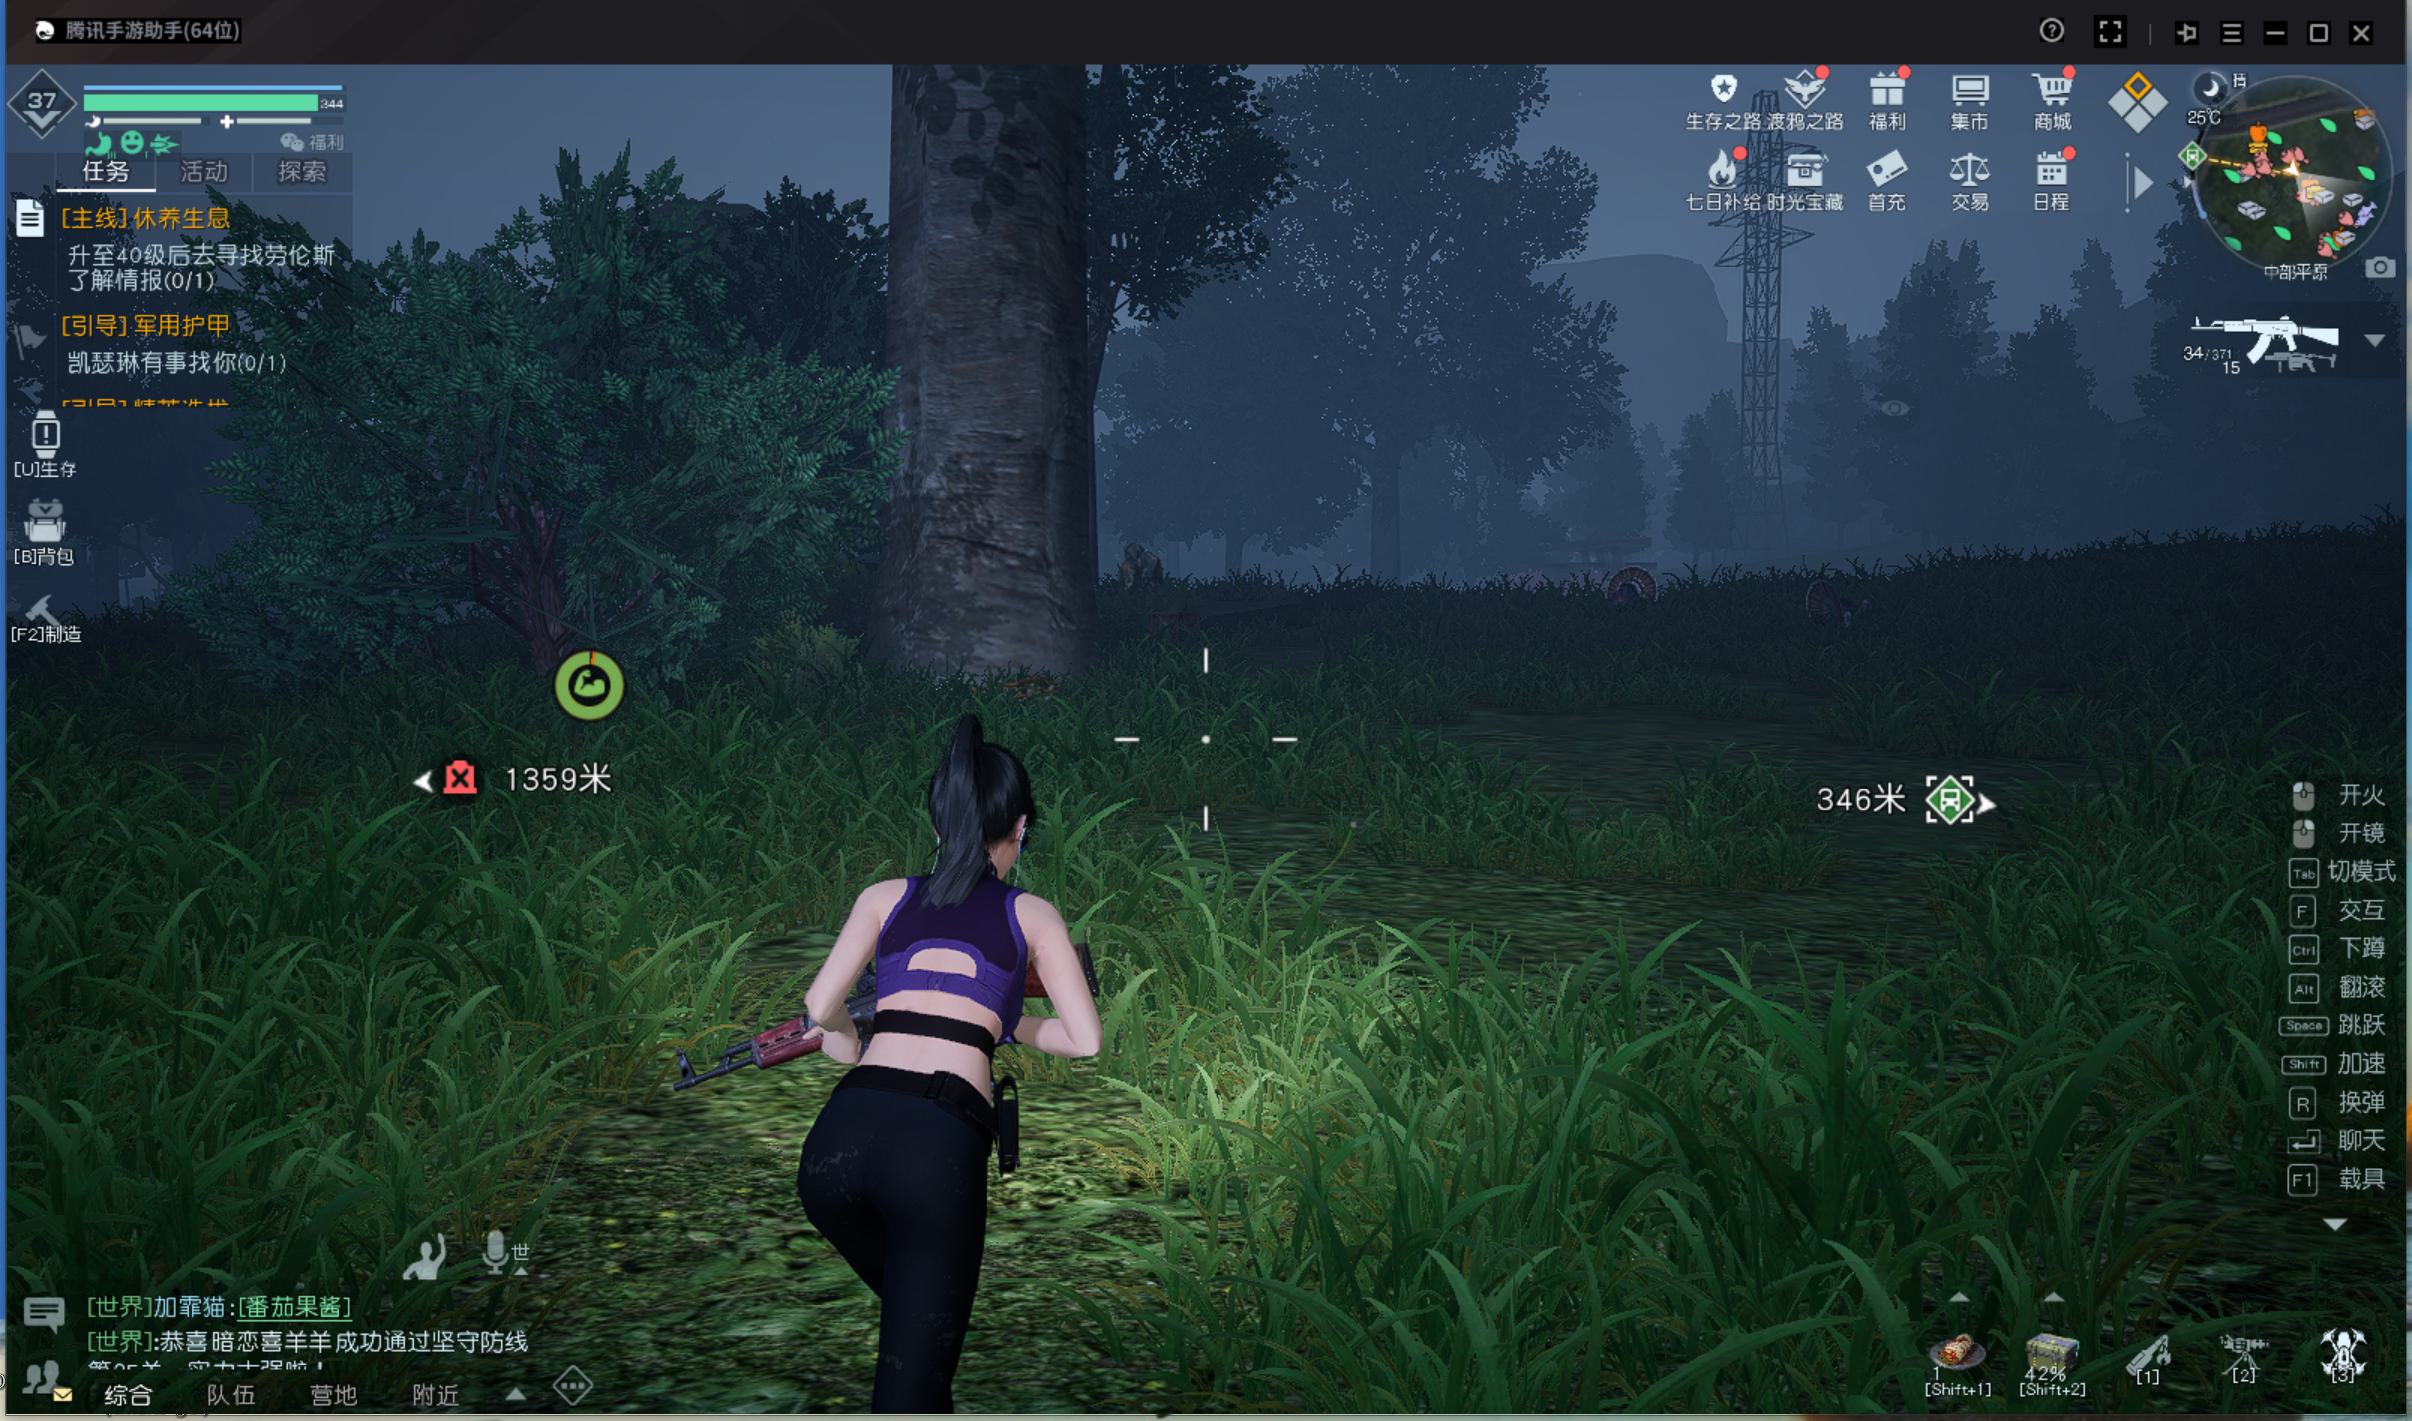 腾讯手游助手(64位)
37
344
福利
任务 活动 探索
[主线]休养生息
升至40级后去寻找劳伦斯
了解情报(0/1)
[引导]军用护甲
凯瑟琳有事找你(0/1)
[U]生存
[B]背包
[F2]制造
生存之路 渡鸦之路 福利 集市 商城
七日补给 时光宝藏 首充 交易 日程
25℃
中部平原
34/371
15
1359米
346米
开火
开镜
Tab 切模式
F 交互
Ctrl 下蹲
Alt 翻滚
Space 跳跃
Shift 加速
R 换弹
聊天
F1 载具
世
[世界]加霏猫:[番茄果酱]
[世界]:恭喜暗恋喜羊羊成功通过坚守防线
综合 队伍 营地 附近
1
[Shift+1]
42%
[Shift+2]
[1]
[2]
[3]